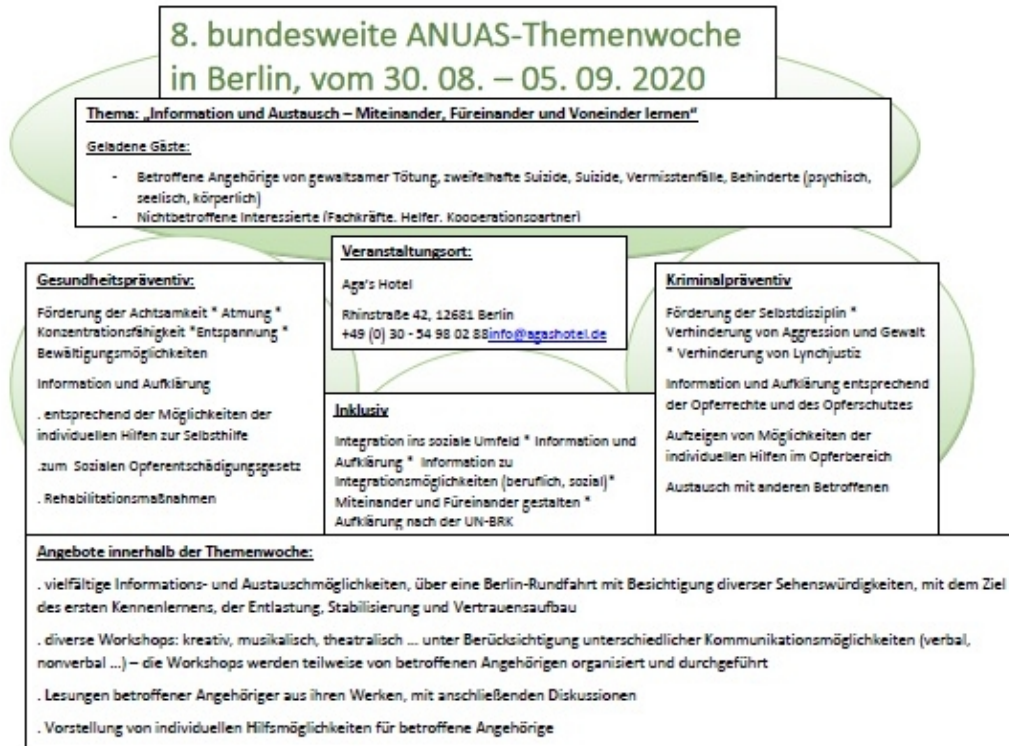 8. bundesweite ANUAS-Themenwoche
in Berlin, vom 30. 08. – 05. 09. 2020
Thema: „Information und Austausch – Miteinander, Füreinander und Voneinder lernen“
Geladene Gäste:
- Betroffene Angehörige von gewaltsamer Tötung, zweifelhafte Suizide, Suizide, Vermisstenfälle, Behinderte (psychisch,
seelisch, körperlich)
- Nichtbetroffene Interessierte (Fachkräfte, Helfer, Kooperationspartner)
Veranstaltungsort:
Aga's Hotel
Rhinstraße 42, 12681 Berlin
+49 (0) 30 - 54 98 02 88info@agashotel.de
Gesundheitspräventiv:
Förderung der Achtsamkeit * Atmung *
Konzentrationsfähigkeit *Entspannung *
Bewältigungsmöglichkeiten
Information und Aufklärung
. entsprechend der Möglichkeiten der
individuellen Hilfen zur Selbsthilfe
.zum Sozialen Opferentschädigungsgesetz
. Rehabilitationsmaßnahmen
Inklusiv
Integration ins soziale Umfeld * Information und
Aufklärung * Information zu
Integrationsmöglichkeiten (beruflich, sozial)*
Miteinander und Füreinander gestalten *
Aufklärung nach der UN-BRK
Kriminalpräventiv
Förderung der Selbstdisziplin *
Verhinderung von Aggression und Gewalt
* Verhinderung von Lynchjustiz
Information und Aufklärung entsprechend
der Opferrechte und des Opferschutzes
Aufzeigen von Möglichkeiten der
individuellen Hilfen im Opferbereich
Austausch mit anderen Betroffenen
Angebote innerhalb der Themenwoche:
. vielfältige Informations- und Austauschmöglichkeiten, über eine Berlin-Rundfahrt mit Besichtigung diverser Sehenswürdigkeiten, mit dem Ziel
des ersten Kennenlernens, der Entlastung, Stabilisierung und Vertrauensaufbau
. diverse Workshops: kreativ, musikalisch, theatralisch ... unter Berücksichtigung unterschiedlicher Kommunikationsmöglichkeiten (verbal,
nonverbal ...) – die Workshops werden teilweise von betroffenen Angehörigen organisiert und durchgeführt
. Lesungen betroffener Angehöriger aus ihren Werken, mit anschließenden Diskussionen
. Vorstellung von individuellen Hilfsmöglichkeiten für betroffene Angehörige